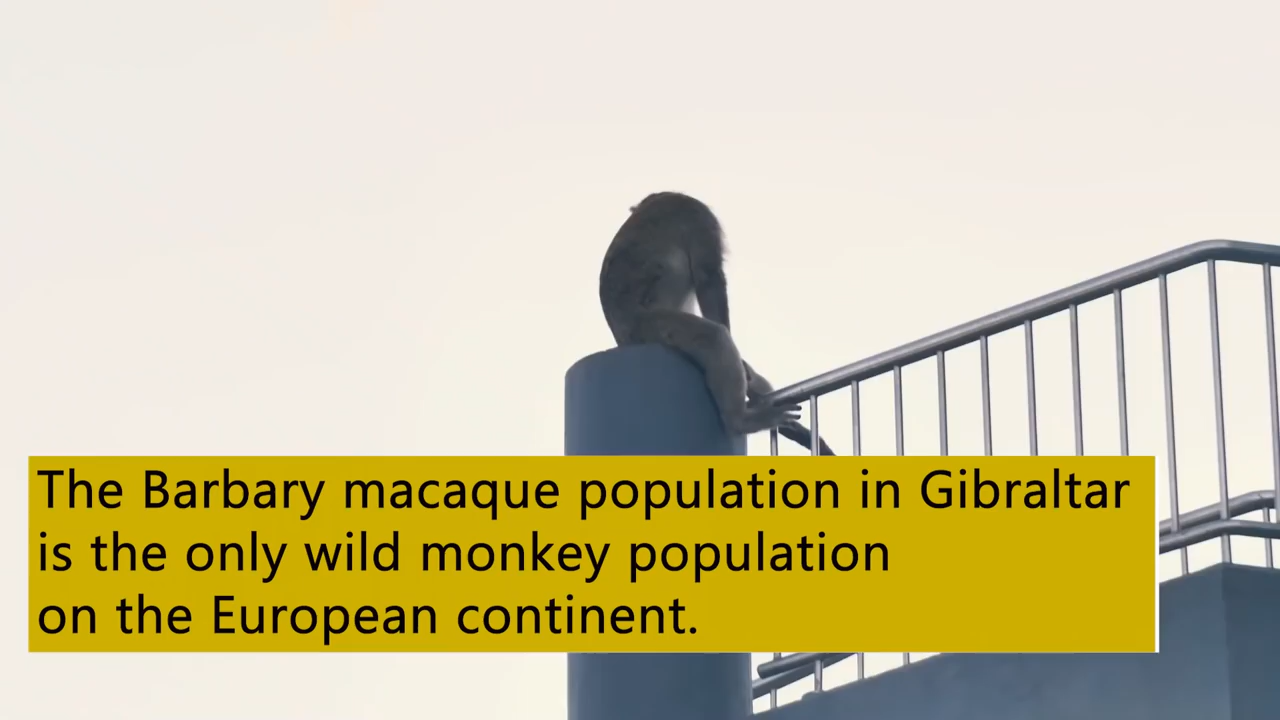 The Barbary macaque population in Gibraltar
is the only wild monkey population
on the European continent.